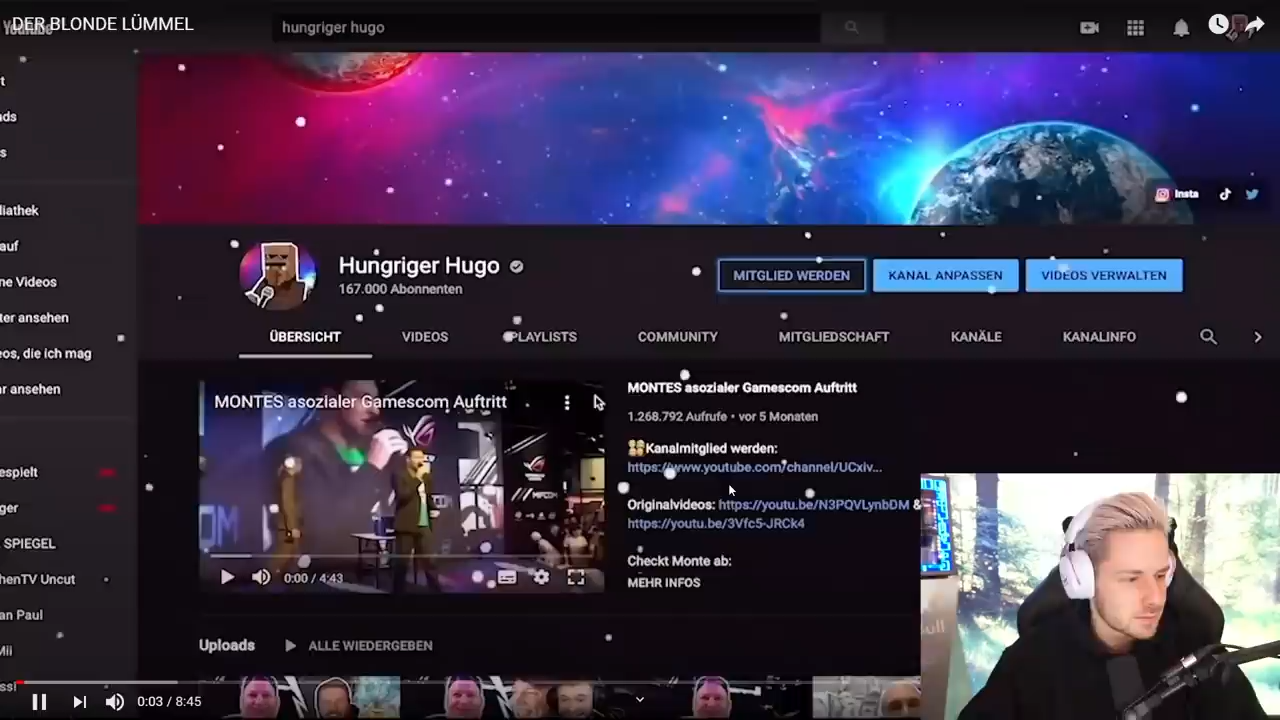 DER BLONDE LÜMMEL
hungriger hugo
Insta
Hungriger Hugo
167.000 Abonnenten
MITGLIED WERDEN
KANAL ANPASSEN
VIDEOS VERWALTEN
ÜBERSICHT
VIDEOS
PLAYLISTS
COMMUNITY
MITGLIEDSCHAFT
KANÄLE
KANALINFO
t
ds
s
liathek
auf
ne Videos
ter ansehen
eos, die ich mag
r ansehen
espielt
ger
SPIEGEL
henTV Uncut
an Paul
Mii
MONTES asozialer Gamescom Auftritt
0:00 / 4:43
MONTES asozialer Gamescom Auftritt
1.268.792 Aufrufe • vor 5 Monaten
Kanalmitglied werden:
https://www.youtube.com/channel/UCxiv...
Originalvideos: https://youtu.be/N3PQVLynbDM &
https://youtu.be/3Vfc5-JRCk4
Checkt Monte ab:
MEHR INFOS
Uploads
ALLE WIEDERGEBEN
0:03 / 8:45